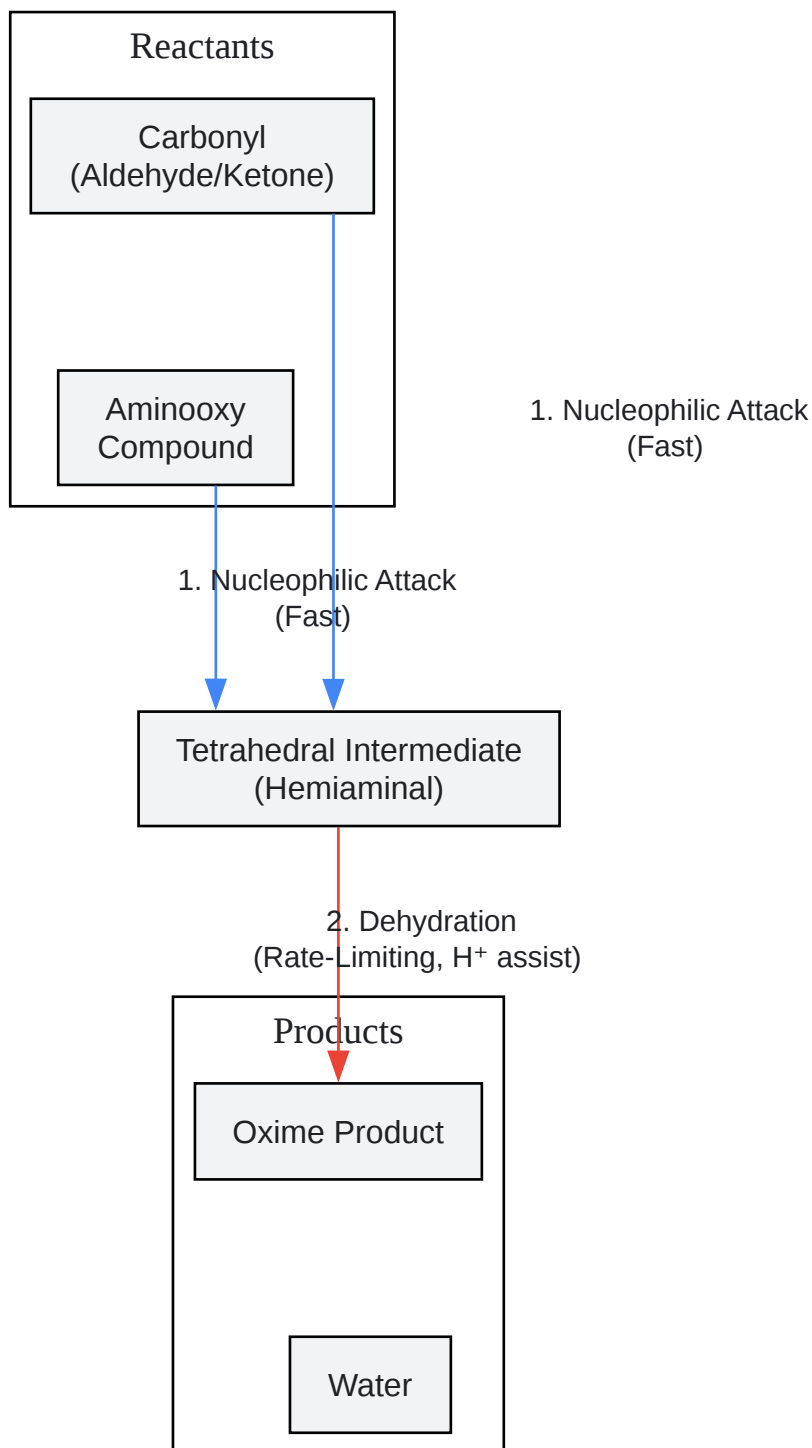 Reactants
Carbonyl
(Aldehyde/Ketone)
Aminooxy
Compound
1. Nucleophilic Attack
(Fast)
1. Nucleophilic Attack
(Fast)
Tetrahedral Intermediate
(Hemiaminal)
2. Dehydration
(Rate-Limiting, H⁺ assist)
Products
Oxime Product
Water